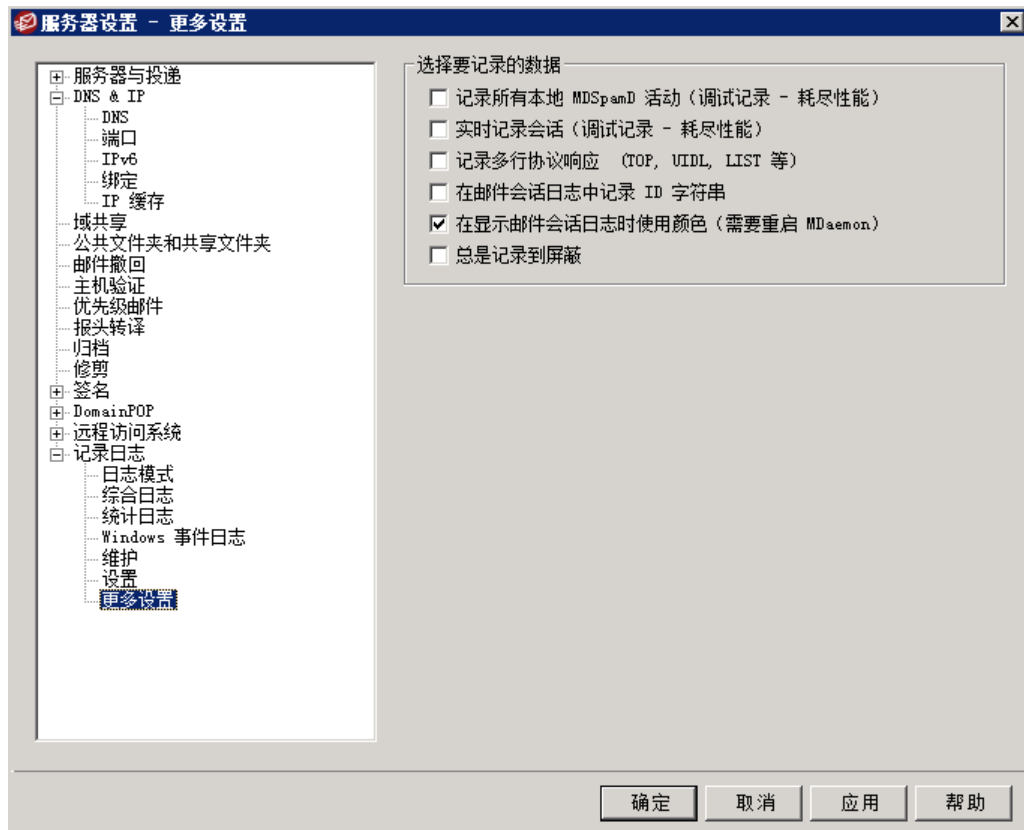 服务器设置 - 更多设置
服务器与投递
DNS & IP
DNS
端口
IPv6
绑定
IP 缓存
域共享
公共文件夹和共享文件夹
邮件撤回
主机验证
优先级邮件
报头转译
归档
修剪
签名
DomainPOP
远程访问系统
记录日志
日志模式
综合日志
统计日志
Windows 事件日志
维护
设置
更多设置
选择要记录的数据
记录所有本地 MDSpamD 活动（调试记录 - 耗尽性能）
实时记录会话（调试记录 - 耗尽性能）
记录多行协议响应 （TOP, UIDL, LIST 等）
在邮件会话日志中记录 ID 字符串
在显示邮件会话日志时使用颜色（需要重启 MDaemon）
总是记录到屏蔽
确定
取消
应用
帮助